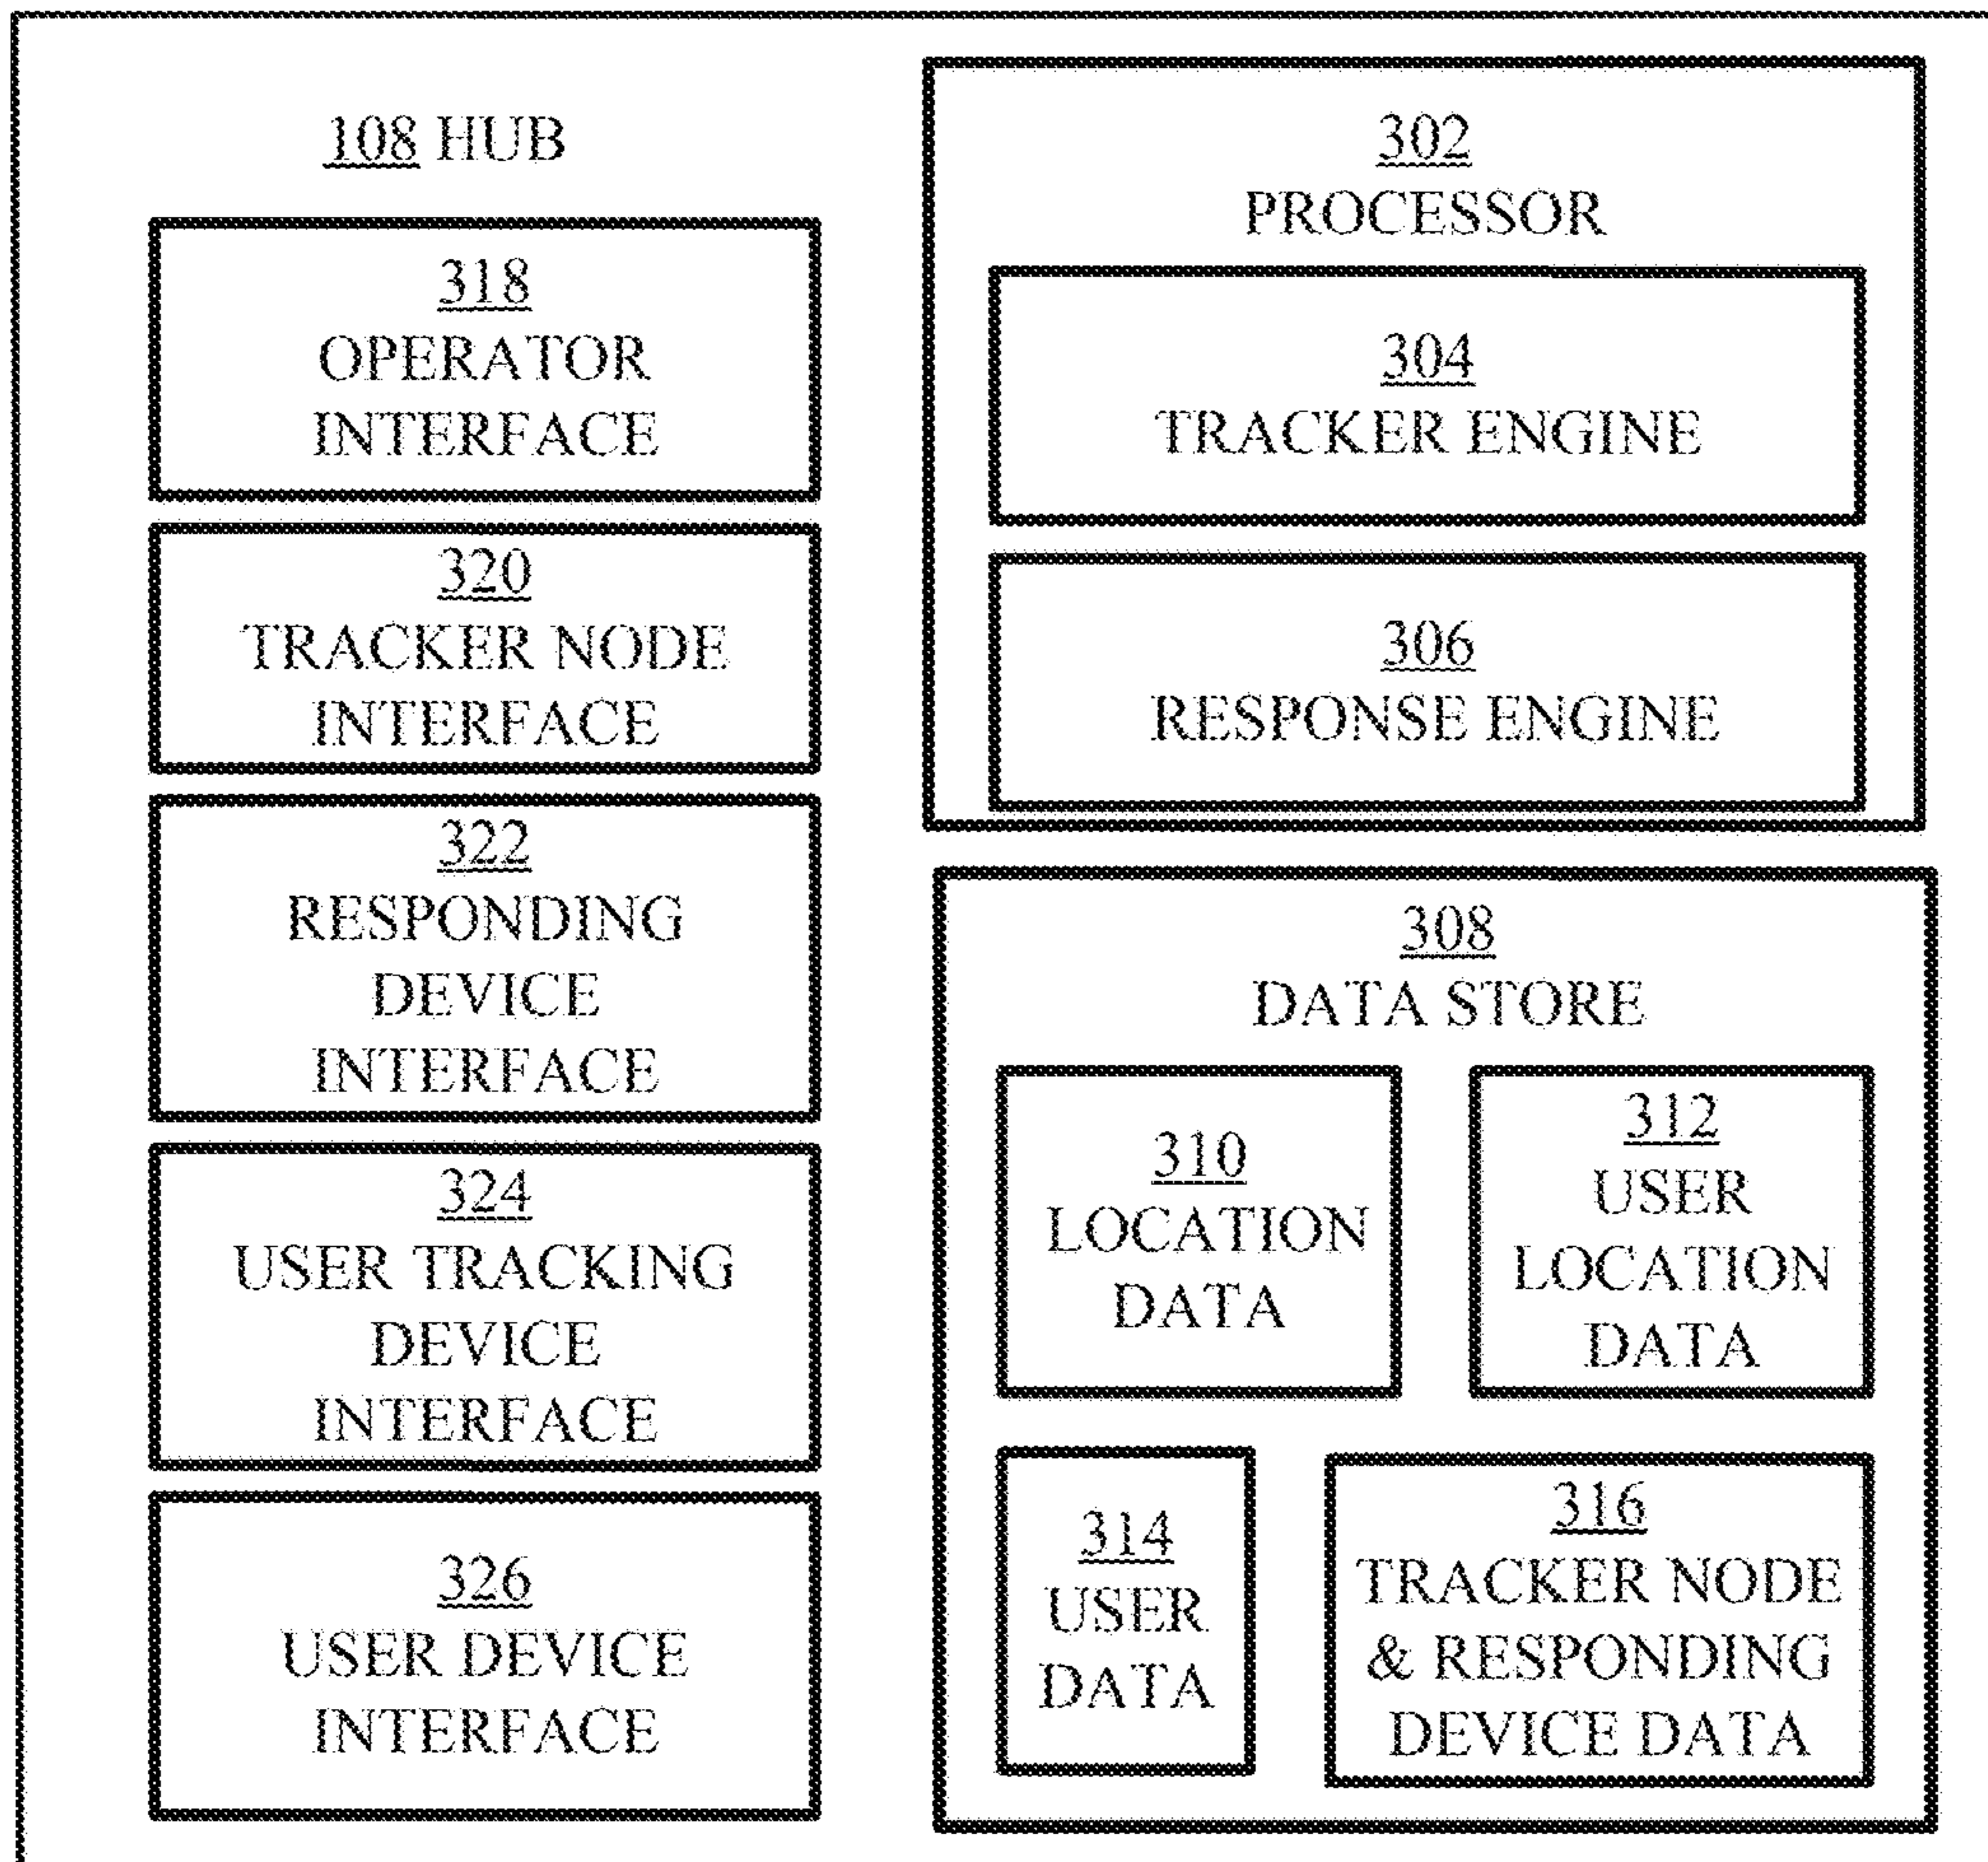 108 HUB
318
OPERATOR
INTERFACE
320
TRACKER NODE
INTERFACE
322
RESPONDING
DEVICE
INTERFACE
324
USER TRACKING
DEVICE
INTERFACE
326
USER DEVICE
INTERFACE
302
PROCESSOR
304
TRACKER ENGINE
306
RESPONSE ENGINE
308
DATA STORE
310
LOCATION
DATA
312
USER
LOCATION
DATA
314
USER
DATA
316
TRACKER NODE
& RESPONDING
DEVICE DATA